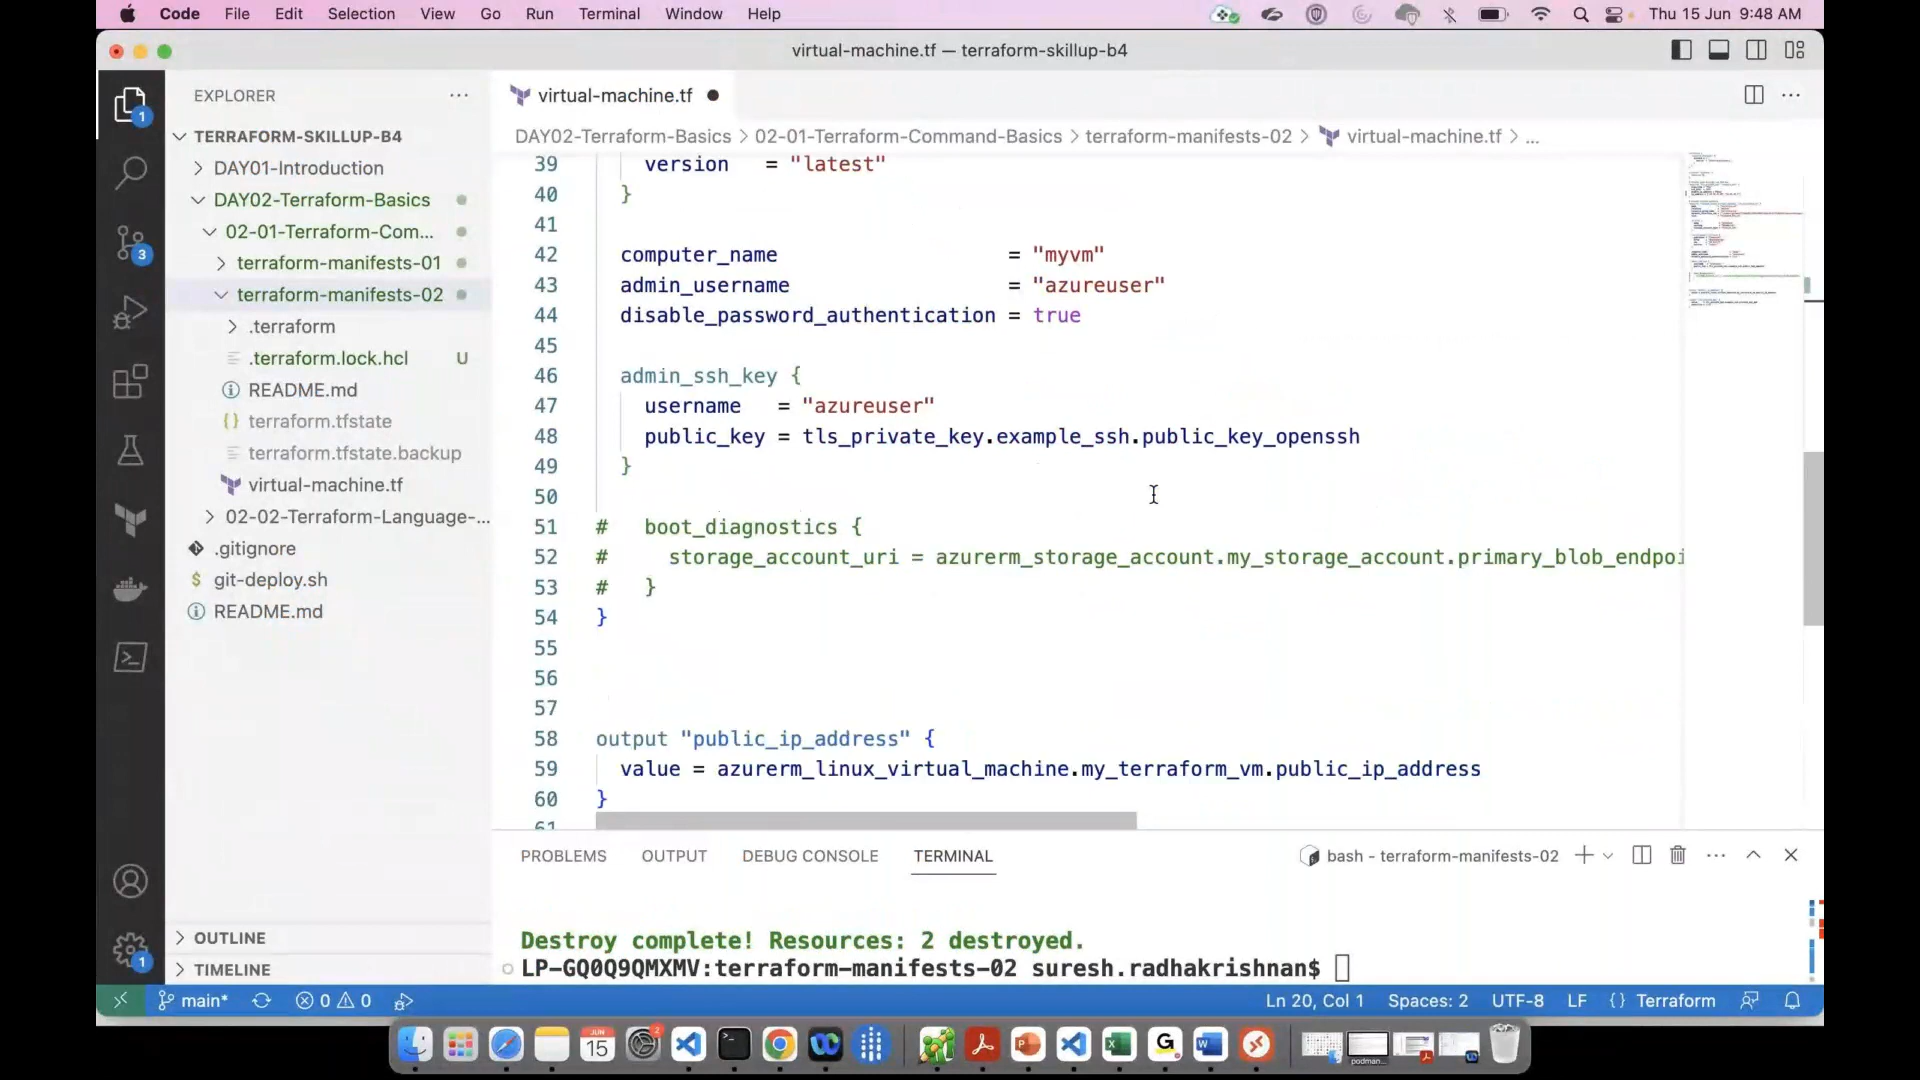 Code File Edit Selection View Go Run Terminal Window Help Thu 15 Jun 9:48 AM
virtual-machine.tf — terraform-skillup-b4
EXPLORER
virtual-machine.tf
DAY02-Terraform-Basics > 02-01-Terraform-Command-Basics > terraform-manifests-02 > virtual-machine.tf > ...
TERRAFORM-SKILLUP-B4
DAY01-Introduction
DAY02-Terraform-Basics
02-01-Terraform-Com...
terraform-manifests-01
terraform-manifests-02
.terraform
.terraform.lock.hcl U
README.md
terraform.tfstate
terraform.tfstate.backup
virtual-machine.tf
02-02-Terraform-Language-...
.gitignore
git-deploy.sh
README.md
OUTLINE
TIMELINE
1
3
1
39 version = "latest"
40 }
41
42 computer_name = "myvm"
43 admin_username = "azureuser"
44 disable_password_authentication = true
45
46 admin_ssh_key {
47 username = "azureuser"
48 public_key = tls_private_key.example_ssh.public_key_openssh
49 }
50
51 # boot_diagnostics {
52 # storage_account_uri = azurerm_storage_account.my_storage_account.primary_blob_endpoi
53 # }
54 }
55
56
57
58 output "public_ip_address" {
59 value = azurerm_linux_virtual_machine.my_terraform_vm.public_ip_address
60 }
61
PROBLEMS OUTPUT DEBUG CONSOLE TERMINAL bash - terraform-manifests-02
Destroy complete! Resources: 2 destroyed.
LP-GQ0Q9QMXMV:terraform-manifests-02 suresh.radhakrishnan$
main* 0 0 Ln 20, Col 1 Spaces: 2 UTF-8 LF {} Terraform
JUN
15
2
podman...